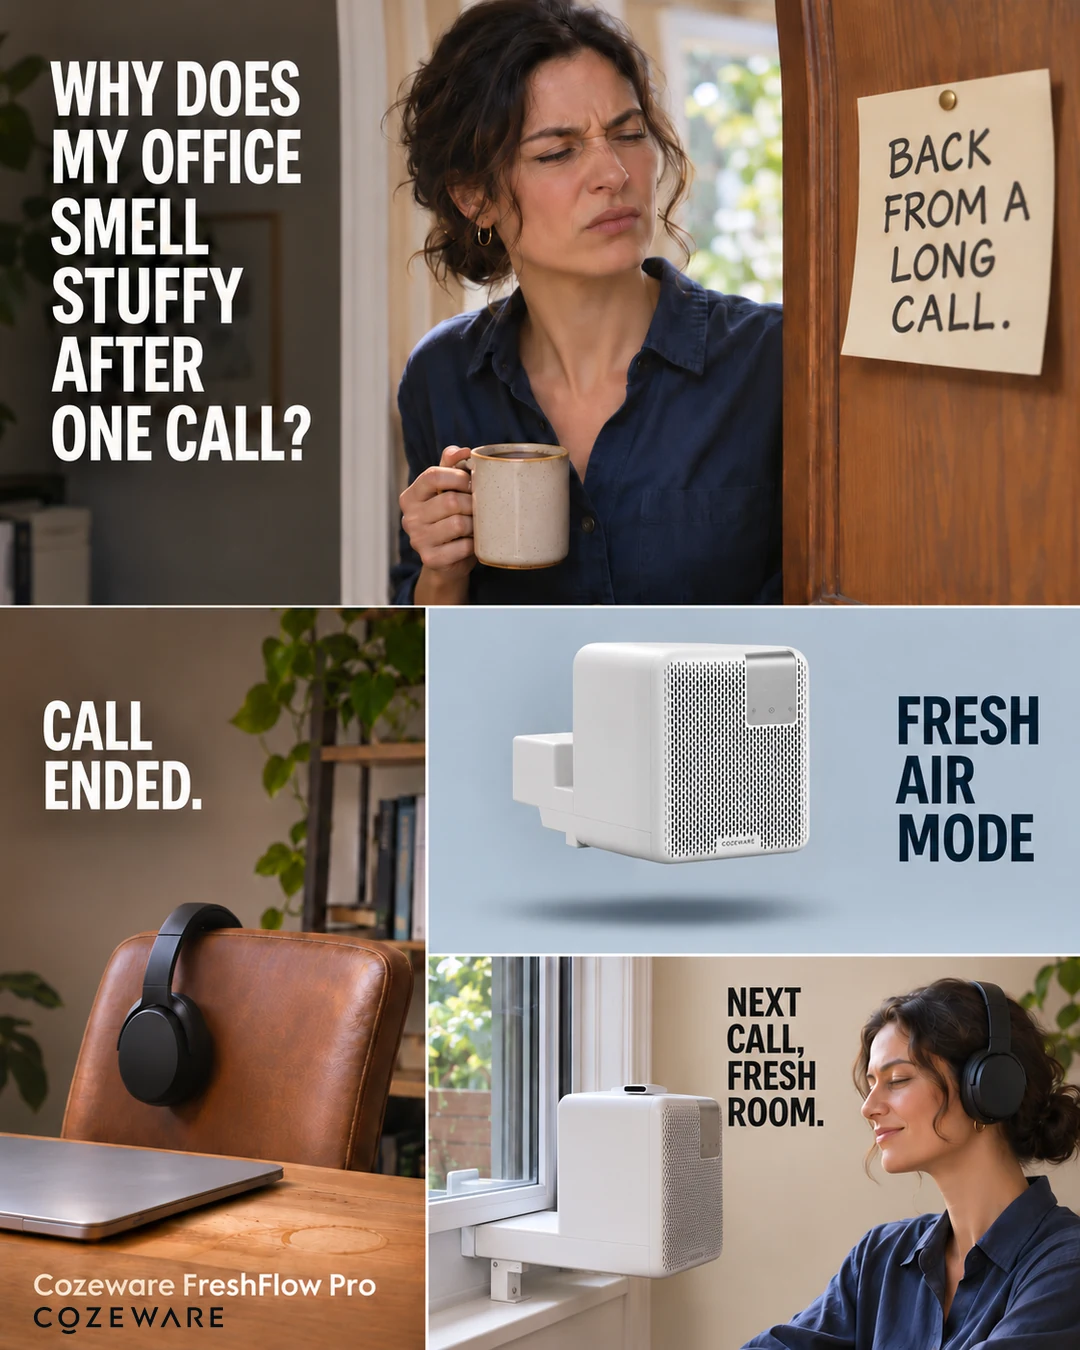 WHY DOES
MY OFFICE
SMELL
STUFFY
AFTER
ONE CALL?
BACK
FROM A
LONG
CALL.
CALL
ENDED.
FRESH
AIR
MODE
COZEWARE
NEXT
CALL,
FRESH
ROOM.
Cozeware FreshFlow Pro
COZEWARE